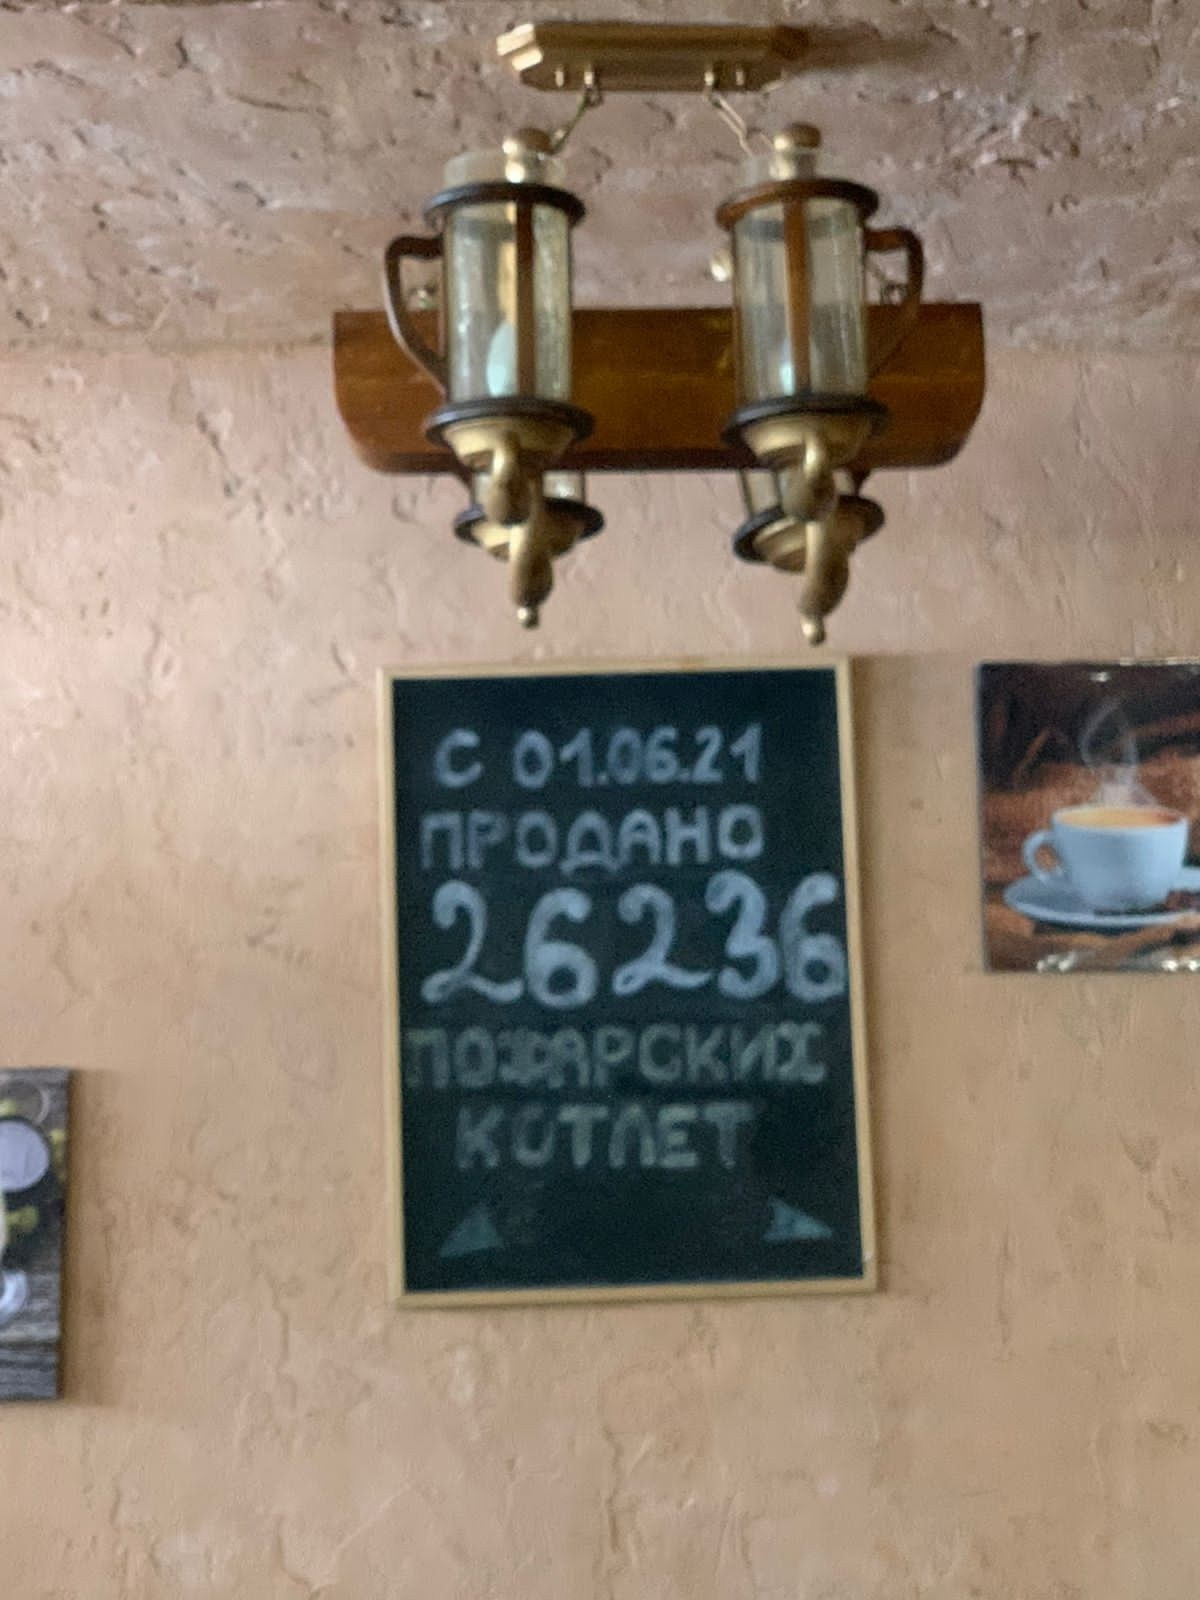 С 01.06.21
ПРОДАНО
26236
ПОЖАРСКИХ
КОТЛЕТ